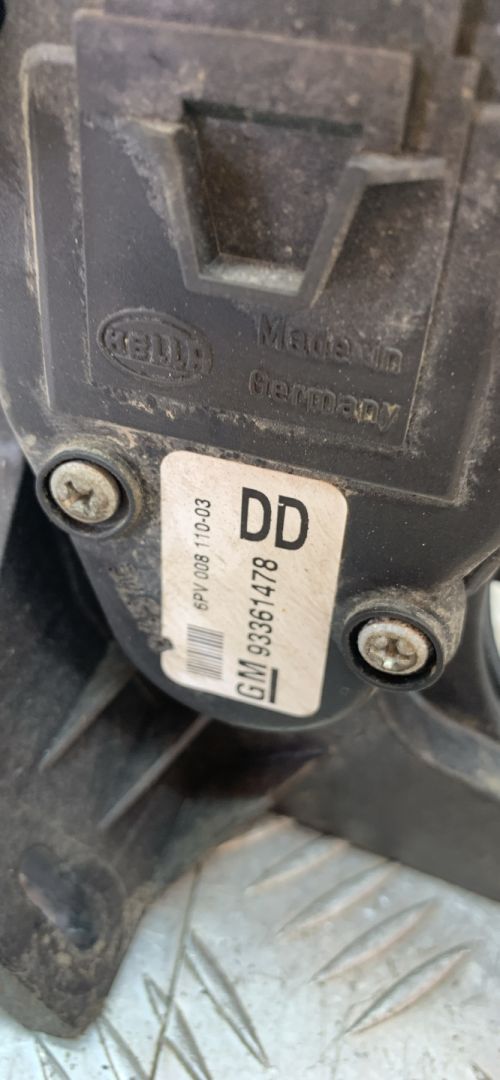 HELLA
Made in
Germany
DD
6PV 008 110-03
GM 93361478